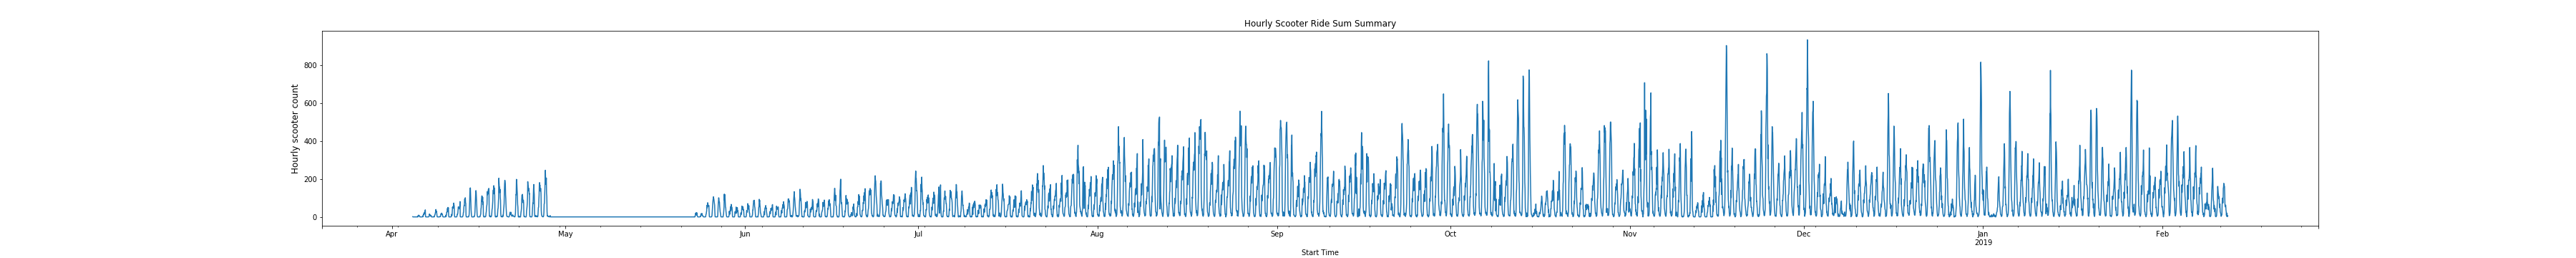 Hourly Scooter Ride Sum Summary
Hourly scooter count
800
600
400
200
0
Apr May Jun Jul Aug Sep Oct Nov Dec Jan Feb
2019
Start Time